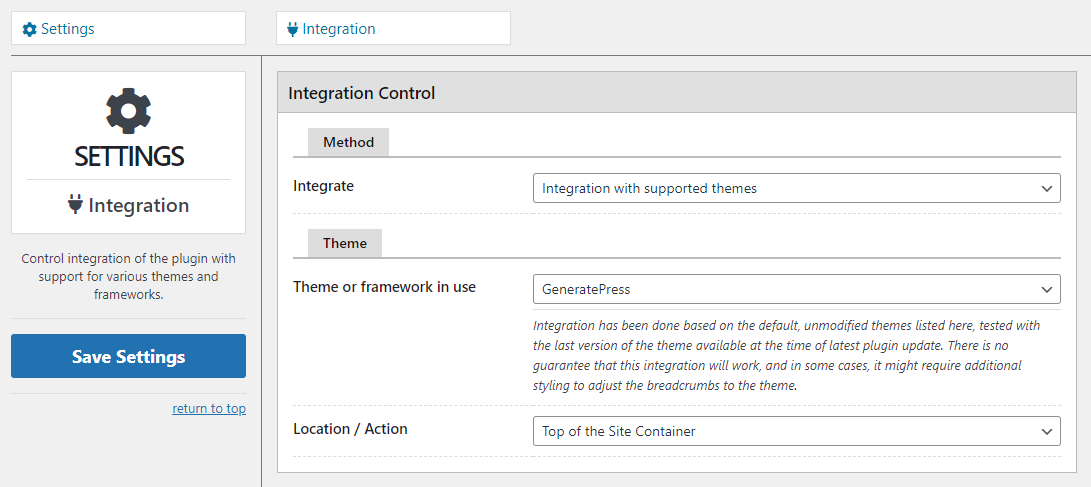 Settings
Integration
SETTINGS
Integration
Control integration of the plugin with
support for various themes and
frameworks.
Save Settings
return to top
Integration Control
Method
Integrate
Integration with supported themes
Theme
Theme or framework in use
GeneratePress
Integration has been done based on the default, unmodified themes listed here, tested with
the last version of the theme available at the time of latest plugin update. There is no
guarantee that this integration will work, and in some cases, it might require additional
styling to adjust the breadcrumbs to the theme.
Location / Action
Top of the Site Container